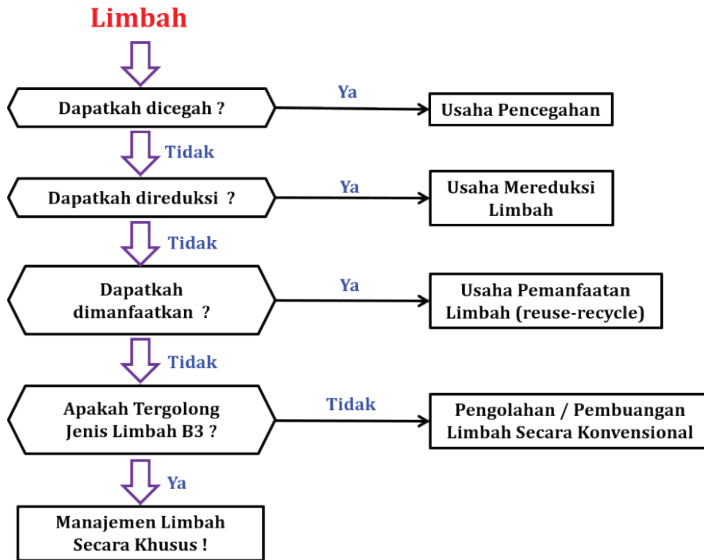 Limbah
Dapatkah dicegah ?
Ya
Usaha Pencegahan
Tidak
Dapatkah direduksi ?
Ya
Usaha Mereduksi
Limbah
Tidak
Dapatkah
dimanfaatkan ?
Ya
Usaha Pemanfaatan
Limbah (reuse-recycle)
Tidak
Apakah Tergolong
Jenis Limbah B3 ?
Tidak
Pengolahan / Pembuangan
Limbah Secara Konvensional
Ya
Manajemen Limbah
Secara Khusus !